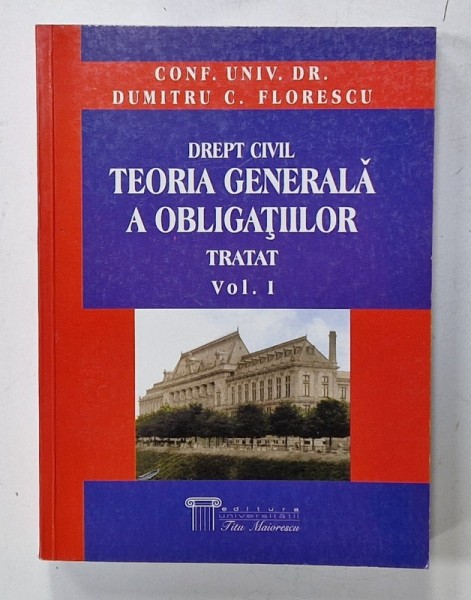 CONF. UNIV. DR.
DUMITRU C. FLORESCU
DREPT CIVIL
TEORIA GENERALĂ
A OBLIGAŢIILOR
TRATAT
Vol. I
editura
universităţii
Titu Maiorescu